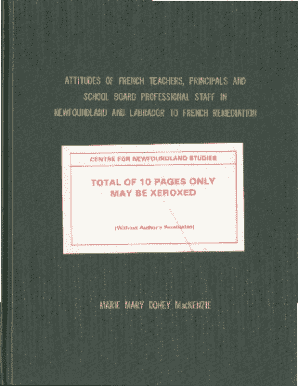 ATTITUDES OF FRENCH TEACHERS, PRINCIPALS AND
SCHOOL BOARD PROFESSIONAL STAFF IN
NEWFOUNDLAND AND LABRADOR TO FRENCH REMEDIATION
CENTRE FOR NEWFOUNDLAND STUDIES
TOTAL OF 10 PAGES ONLY
MAY BE XEROXED
(Without Author's Permission)
MARIE MARY DOHEY MacKENZIE